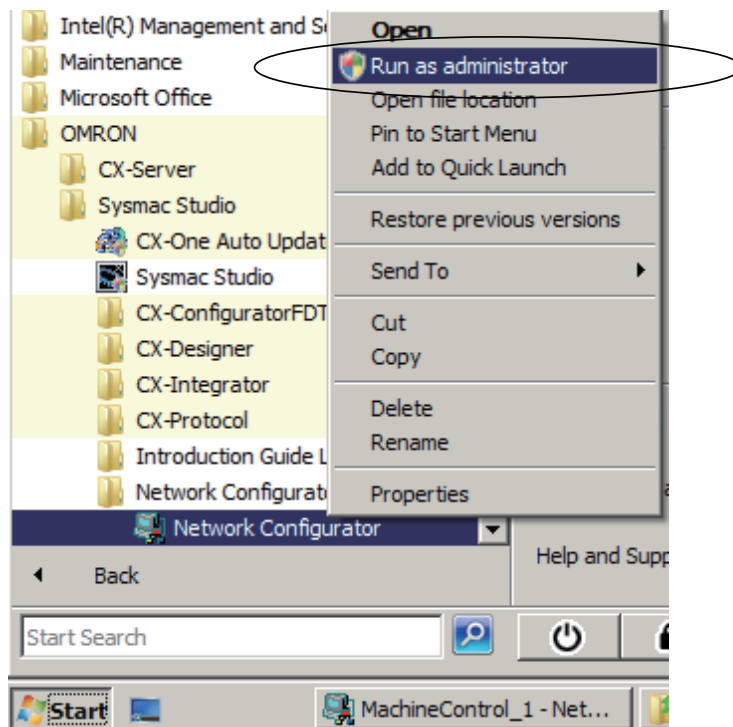 Intel(R) Management and S
Maintenance
Microsoft Office
OMRON
CX-Server
Sysmac Studio
CX-One Auto Updat
Sysmac Studio
CX-ConfiguratorFDT
CX-Designer
CX-Integrator
CX-Protocol
Introduction Guide L
Network Configurat
Network Configurator
Back
Start Search
Open
Run as administrator
Open file location
Pin to Start Menu
Add to Quick Launch
Restore previous versions
Send To
Cut
Copy
Delete
Rename
Properties
Help and Supp
Start
MachineControl_1 - Net...